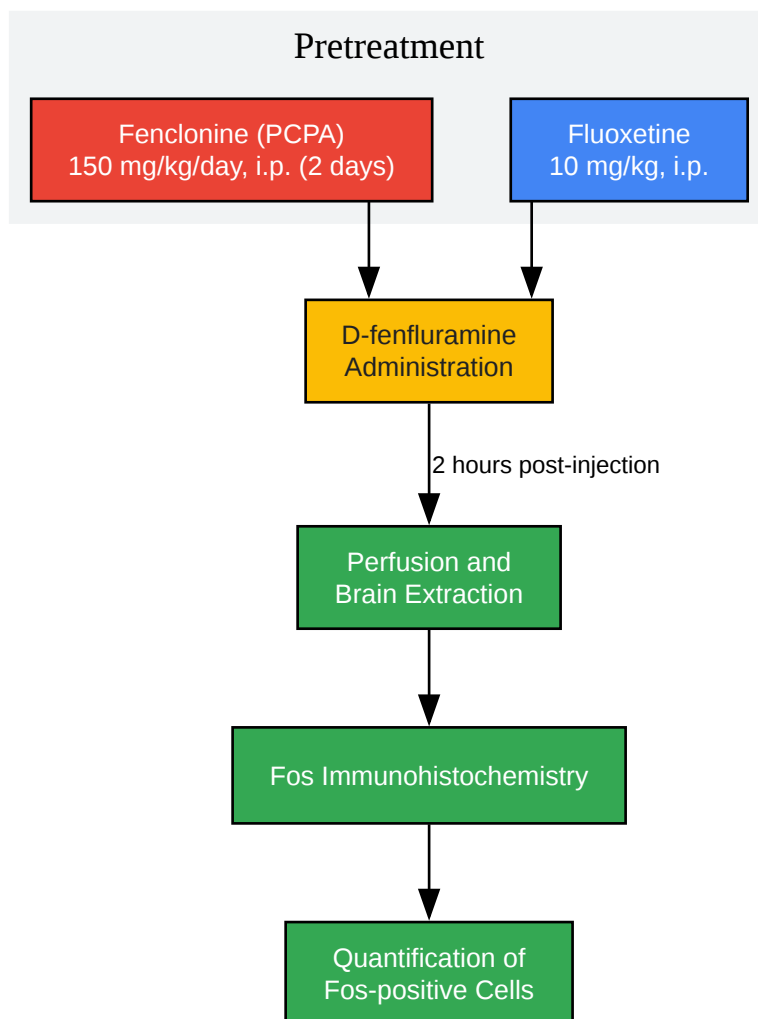 Pretreatment
Fenclonine (PCPA)
150 mg/kg/day, i.p. (2 days)
Fluoxetine
10 mg/kg, i.p.
D-fenfluramine
Administration
2 hours post-injection
Perfusion and
Brain Extraction
Fos Immunohistochemistry
Quantification of
Fos-positive Cells